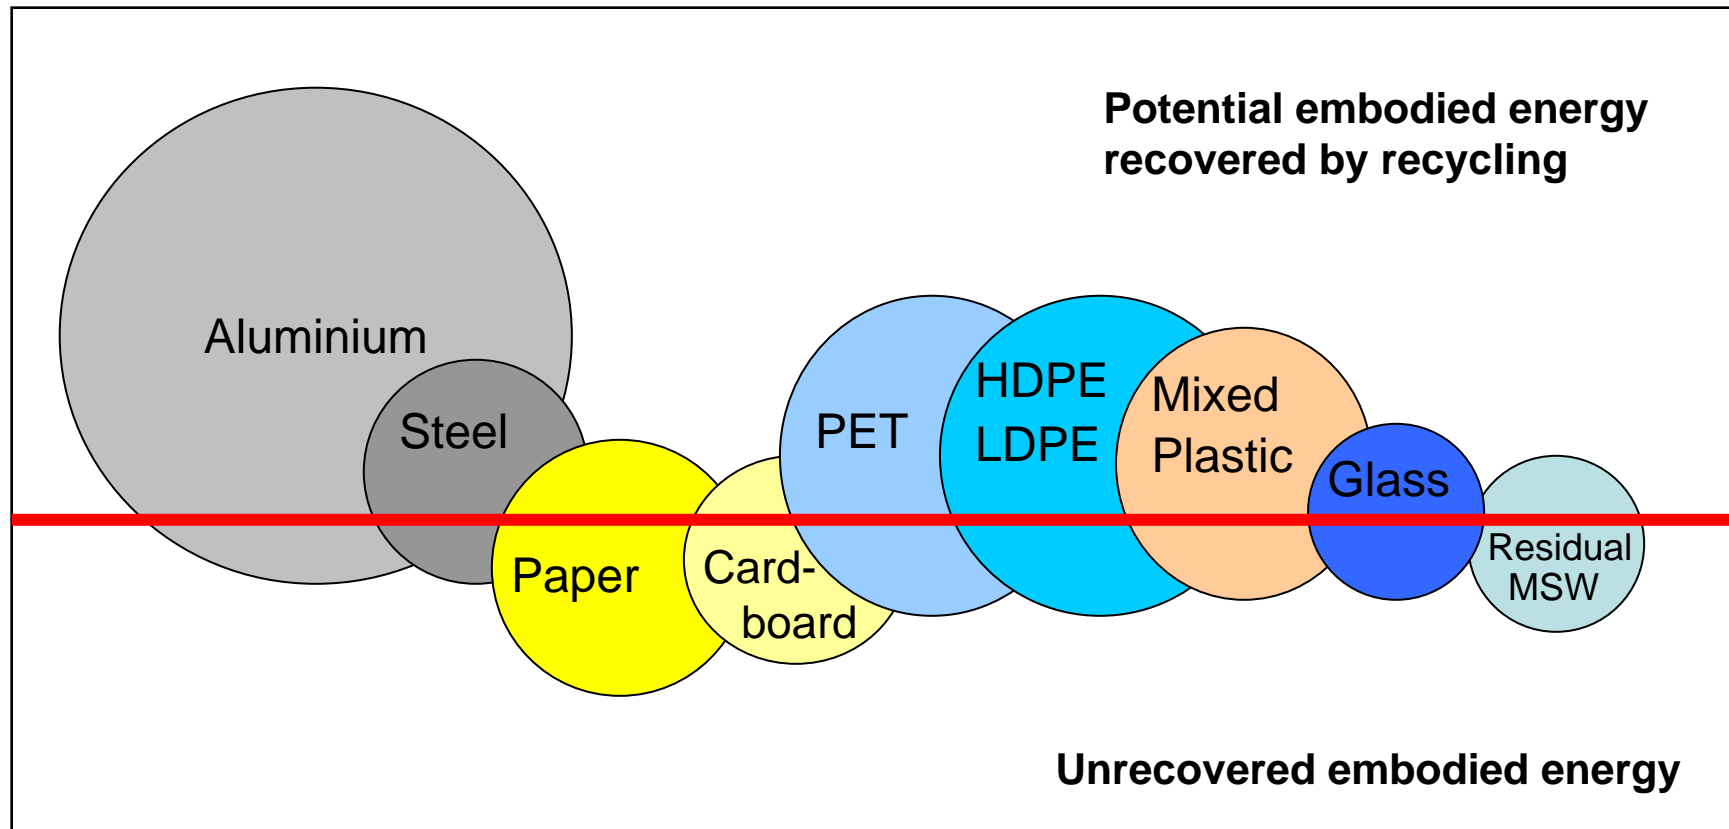 Potential embodied energy
recovered by recycling
Aluminium
Steel
Paper
Card-
board
PET
HDPE
LDPE
Mixed
Plastic
Glass
Residual
MSW
Unrecovered embodied energy